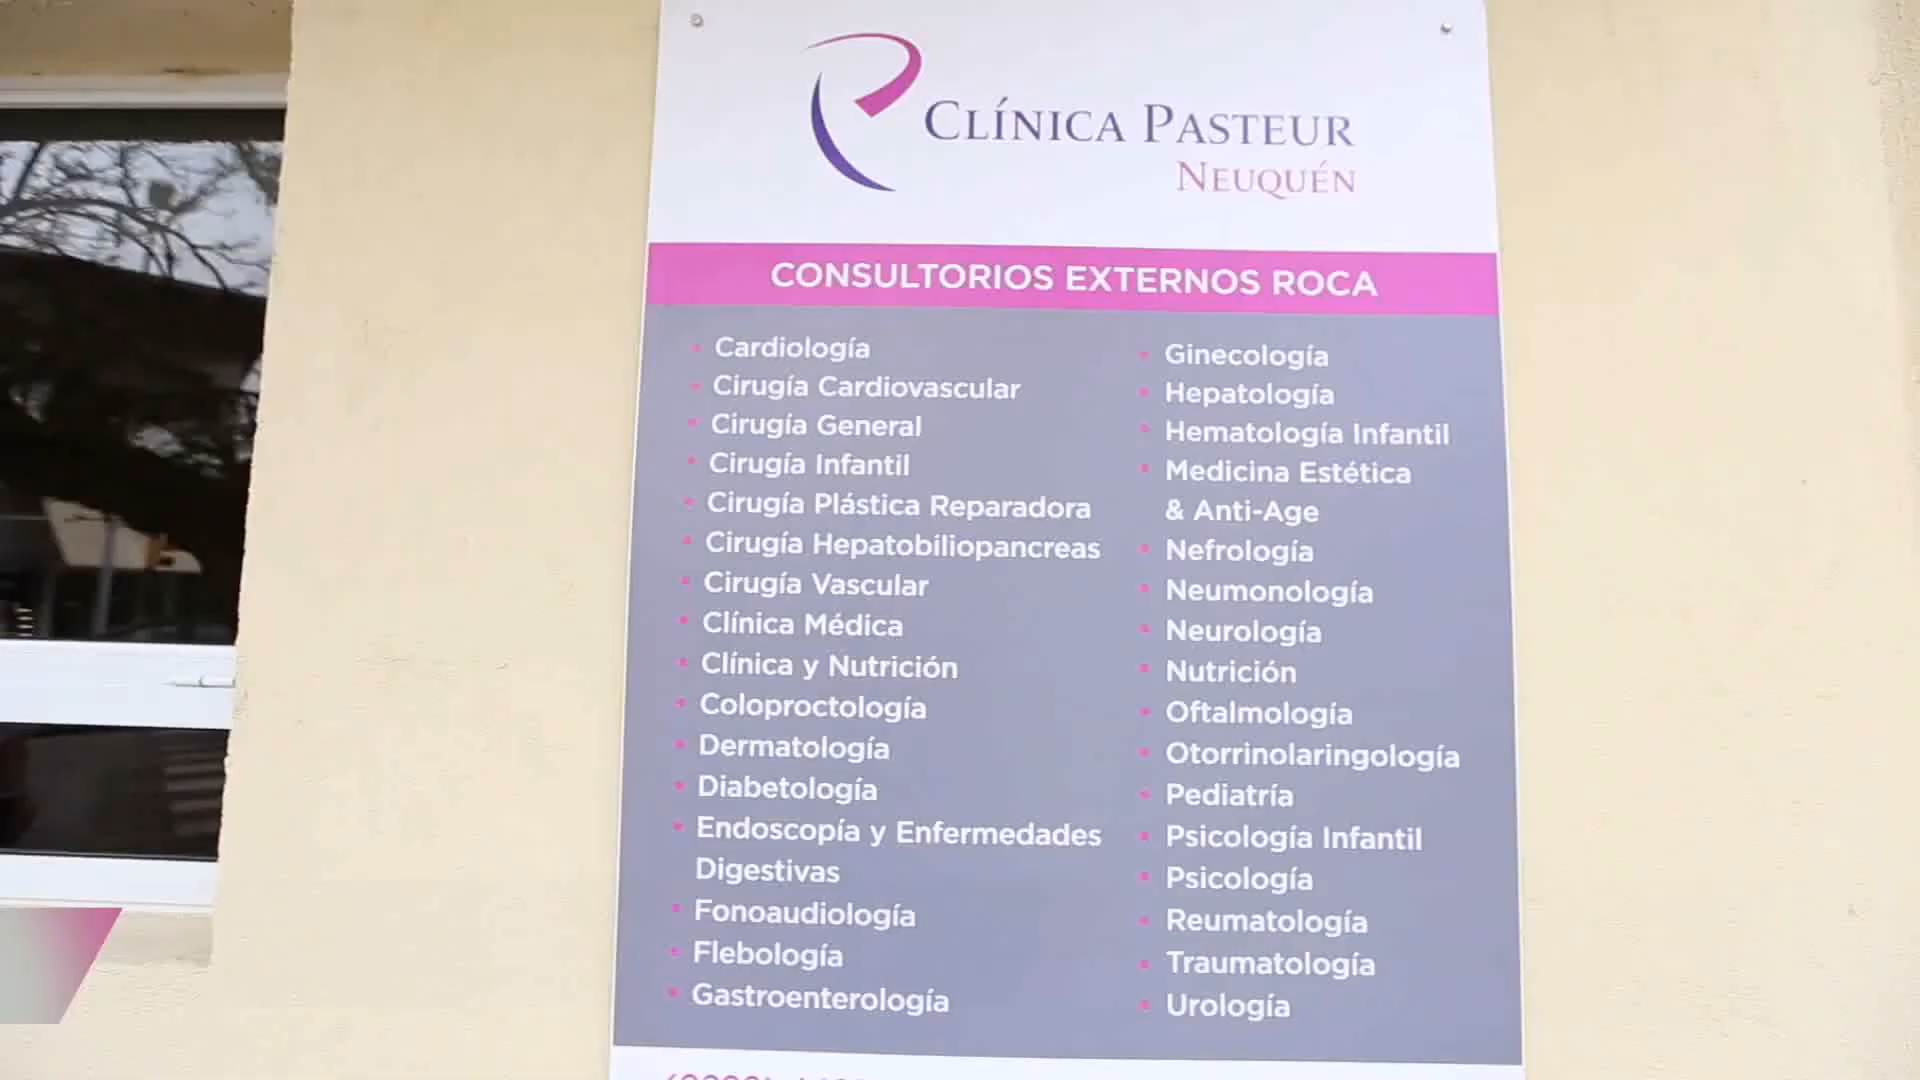 CLÍNICA PASTEUR
NEUQUÉN
CONSULTORIOS EXTERNOS ROCA
• Cardiología
• Cirugía Cardiovascular
• Cirugía General
• Cirugía Infantil
• Cirugía Plástica Reparadora
• Cirugía Hepatobiliopancreas
• Cirugía Vascular
• Clínica Médica
• Clínica y Nutrición
• Coloproctología
• Dermatología
• Diabetología
• Endoscopía y Enfermedades
Digestivas
• Fonoaudiología
• Flebología
• Gastroenterología
• Ginecología
• Hepatología
• Hematología Infantil
• Medicina Estética
& Anti-Age
• Nefrología
• Neumonología
• Neurología
• Nutrición
• Oftalmología
• Otorrinolaringología
• Pediatría
• Psicología Infantil
• Psicología
• Reumatología
• Traumatología
• Urología